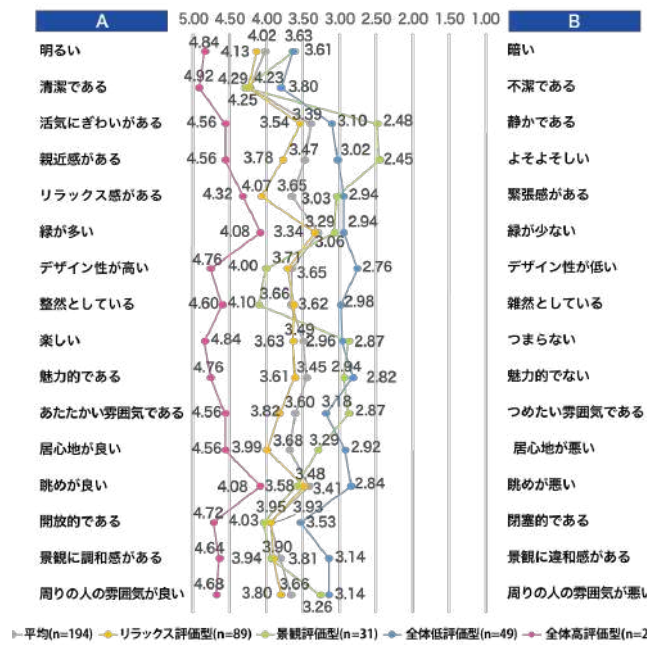 A B
5.00 4.50 4.00 3.50 3.00 2.50 2.00 1.00 1.00
明るい 4.84 4.13 4.02 3.63 3.61 暗い
清潔である 4.92 4.29 4.25 4.23 3.80 不潔である
活気にぎわいがある 4.56 3.54 3.39 3.10 2.48 静かである
親近感がある 4.56 3.78 3.47 3.02 2.45 よそよそしい
リラックス感がある 4.32 4.07 3.65 3.03 2.94 緊張感がある
緑が多い 4.08 3.34 3.29 3.06 2.94 緑が少ない
デザイン性が高い 4.76 4.00 3.71 3.65 2.76 デザイン性が低い
整然としている 4.60 4.10 3.66 3.62 2.98 雑然としている
楽しい 4.84 3.63 3.49 2.96 2.87 つまらない
魅力的である 4.76 3.61 3.45 2.94 2.82 魅力的でない
あたたかい雰囲気である 4.56 3.82 3.60 3.18 2.87 つめたい雰囲気である
居心地が良い 4.56 3.99 3.68 3.29 2.92 居心地が悪い
眺めが良い 4.08 3.58 3.48 3.41 2.84 眺めが悪い
開放的である 4.72 4.03 3.95 3.93 3.53 閉塞的である
景観に調和感がある 4.64 3.94 3.90 3.81 3.14 景観に違和感がある
周りの人の雰囲気が良い 4.68 3.80 3.66 3.26 3.14 周りの人の雰囲気が悪い
平均(n=194) リラックス評価型(n=89) 景観評価型(n=31) 全体低評価型(n=49) 全体高評価型(n=2